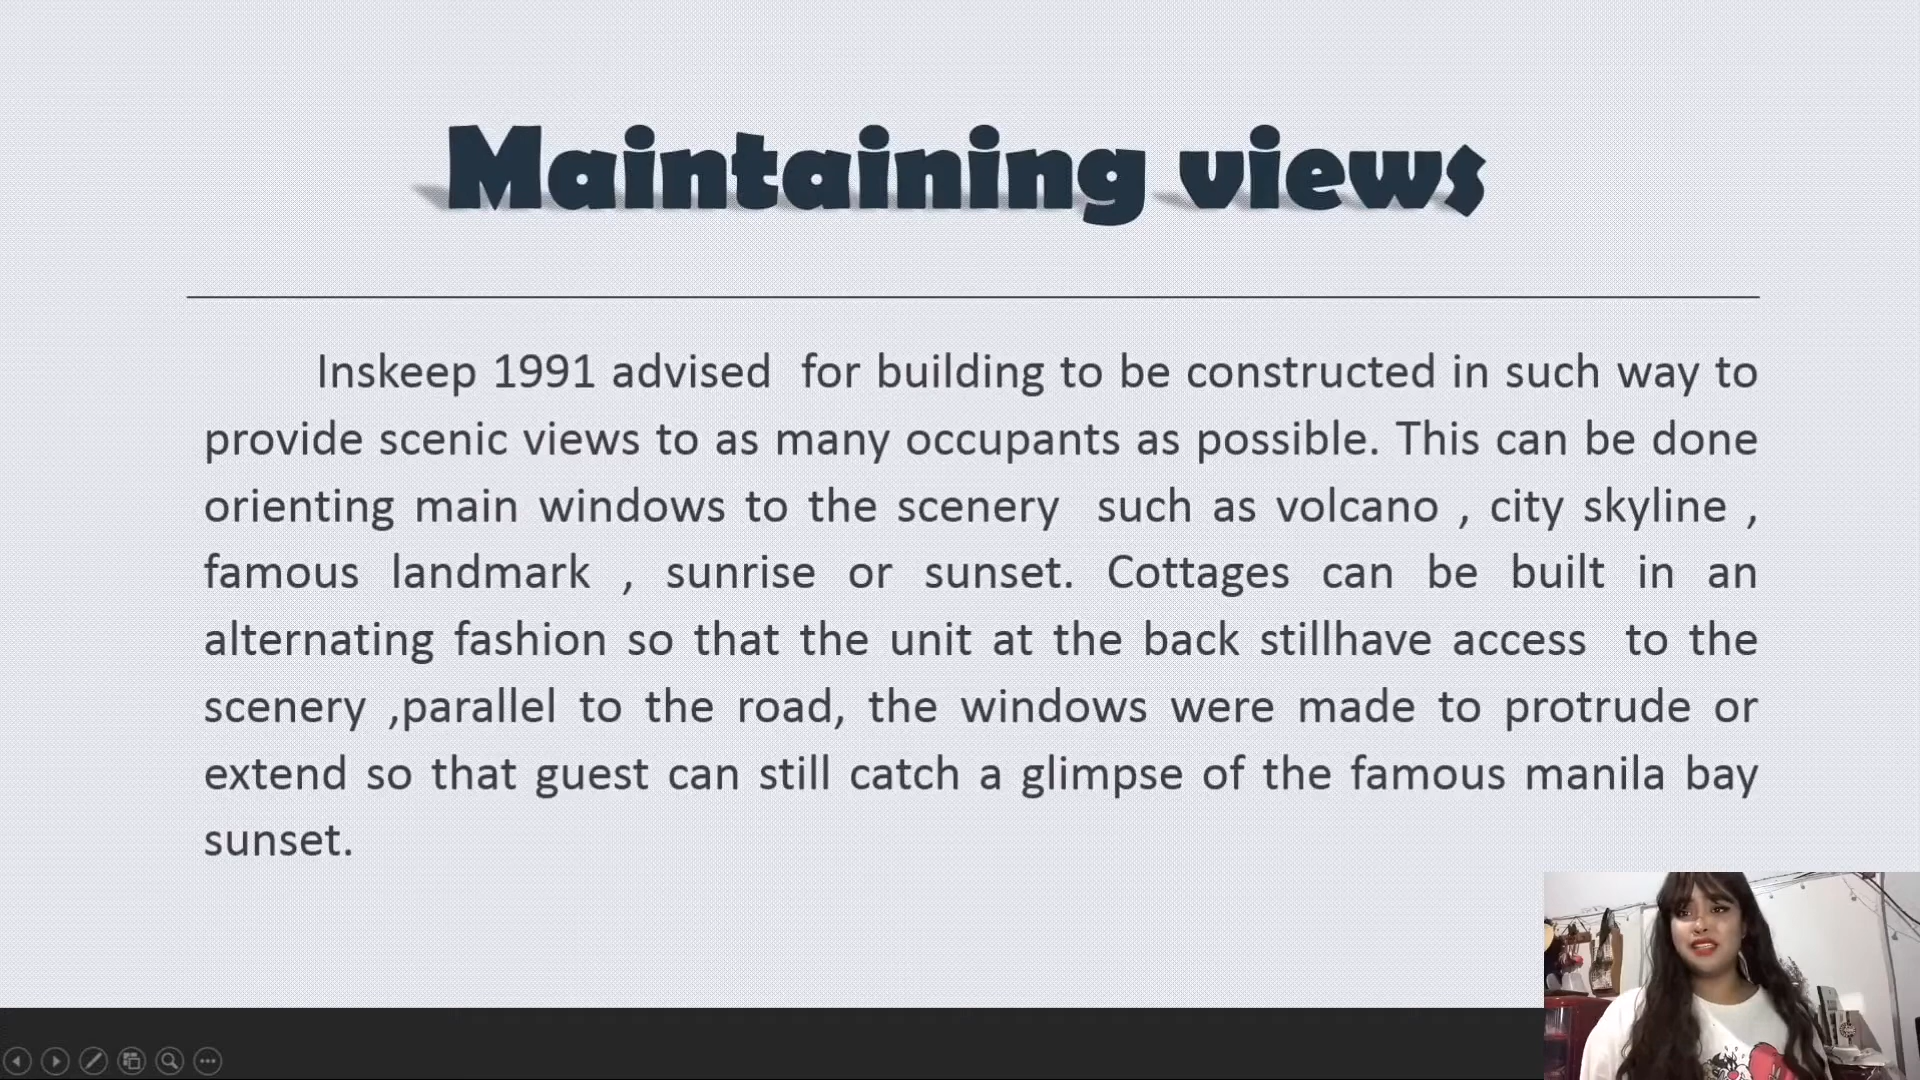 Maintaining views
Inskeep 1991 advised for building to be constructed in such way to
provide scenic views to as many occupants as possible. This can be done
orienting main windows to the scenery such as volcano , city skyline ,
famous landmark , sunrise or sunset. Cottages can be built in an
alternating fashion so that the unit at the back stillhave access to the
scenery ,parallel to the road, the windows were made to protrude or
extend so that guest can still catch a glimpse of the famous manila bay
sunset.